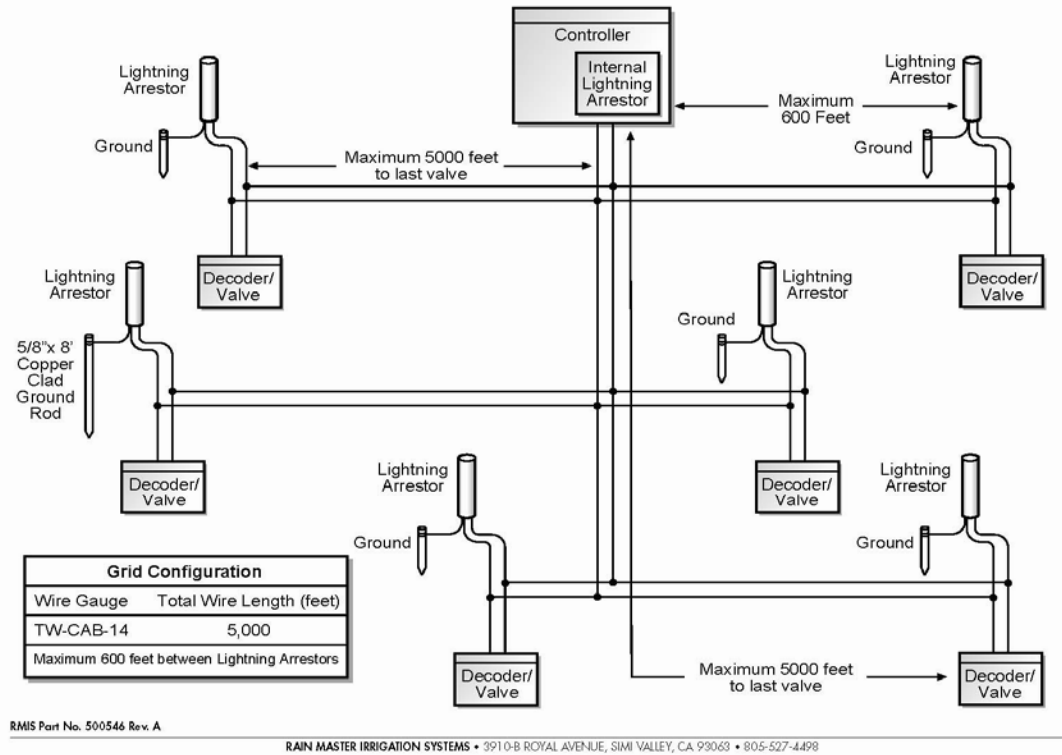 Controller
Internal
Lightning
Arrestor
Lightning
Arrestor
Ground
Maximum 5000 feet
to last valve
Maximum
600 Feet
Lightning
Arrestor
Ground
Decoder/
Valve
Decoder/
Valve
Lightning
Arrestor
5/8"x 8'
Copper
Clad
Ground
Rod
Decoder/
Valve
Ground
Lightning
Arrestor
Decoder/
Valve
Lightning
Arrestor
Ground
Decoder/
Valve
Lightning
Arrestor
Ground
Decoder/
Valve
Maximum 5000 feet
to last valve
Grid Configuration
Wire Gauge Total Wire Length (feet)
TW-CAB-14 5,000
Maximum 600 feet between Lightning Arrestors
RMIS Part No. 500546 Rev. A
RAIN MASTER IRRIGATION SYSTEMS • 3910-B ROYAL AVENUE, SIMI VALLEY, CA 93063 • 805-527-4498